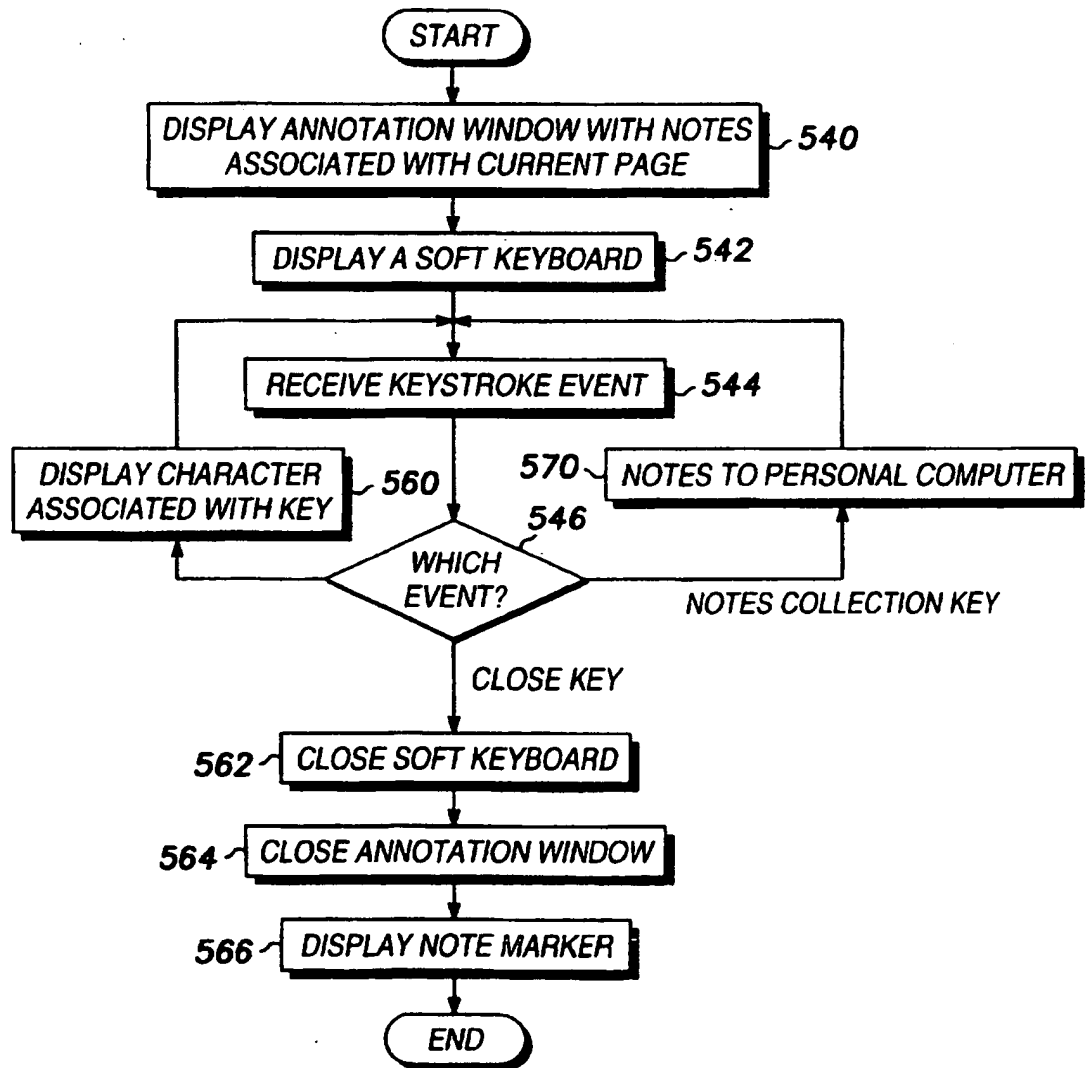 START
DISPLAY ANNOTATION WINDOW WITH NOTES
ASSOCIATED WITH CURRENT PAGE
540
DISPLAY A SOFT KEYBOARD
542
RECEIVE KEYSTROKE EVENT
544
DISPLAY CHARACTER
ASSOCIATED WITH KEY
560
570
NOTES TO PERSONAL COMPUTER
546
WHICH
EVENT?
NOTES COLLECTION KEY
CLOSE KEY
562
CLOSE SOFT KEYBOARD
564
CLOSE ANNOTATION WINDOW
566
DISPLAY NOTE MARKER
END